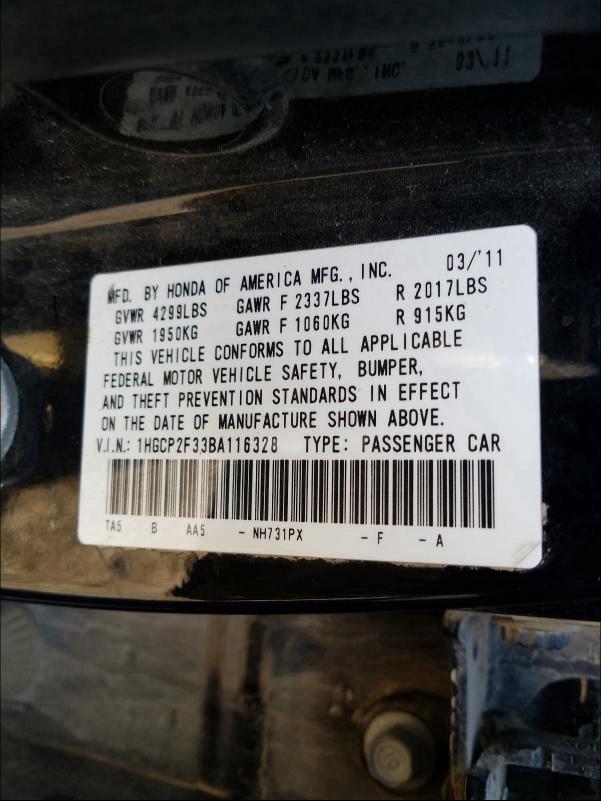 03/'11
MFD. BY HONDA OF AMERICA MFG., INC. 03/'11
GVWR 4299LBS GAWR F 2337LBS R 2017LBS
GVWR 1950KG GAWR F 1060KG R 915KG
THIS VEHICLE CONFORMS TO ALL APPLICABLE
FEDERAL MOTOR VEHICLE SAFETY, BUMPER,
AND THEFT PREVENTION STANDARDS IN EFFECT
ON THE DATE OF MANUFACTURE SHOWN ABOVE.
V.I.N.: 1HGCP2F33BA116328 TYPE: PASSENGER CAR
TA5 B AA5 - NH731PX - F - A